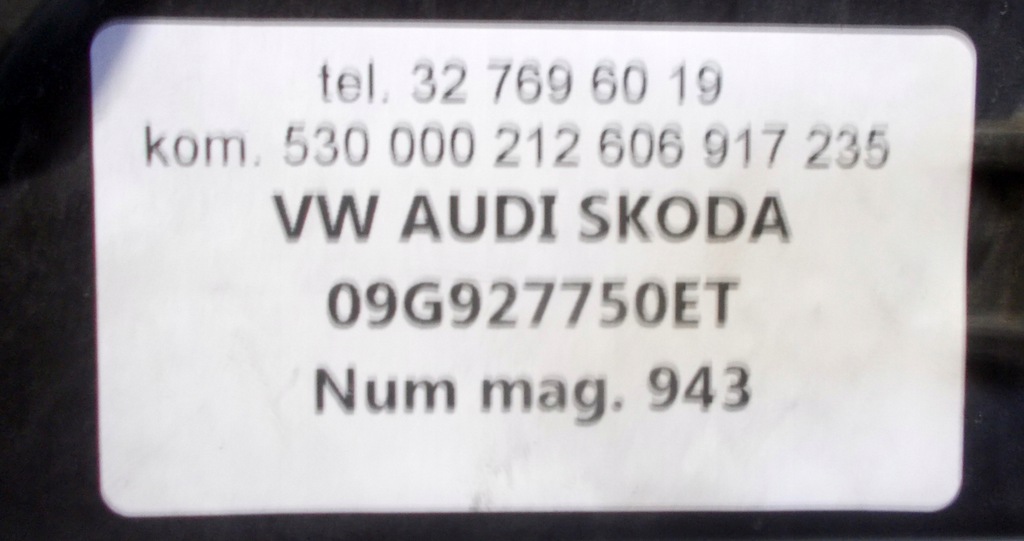 tel. 32 769 60 19
kom. 530 000 212 606 917 235
VW AUDI SKODA
09G927750ET
Num mag. 943